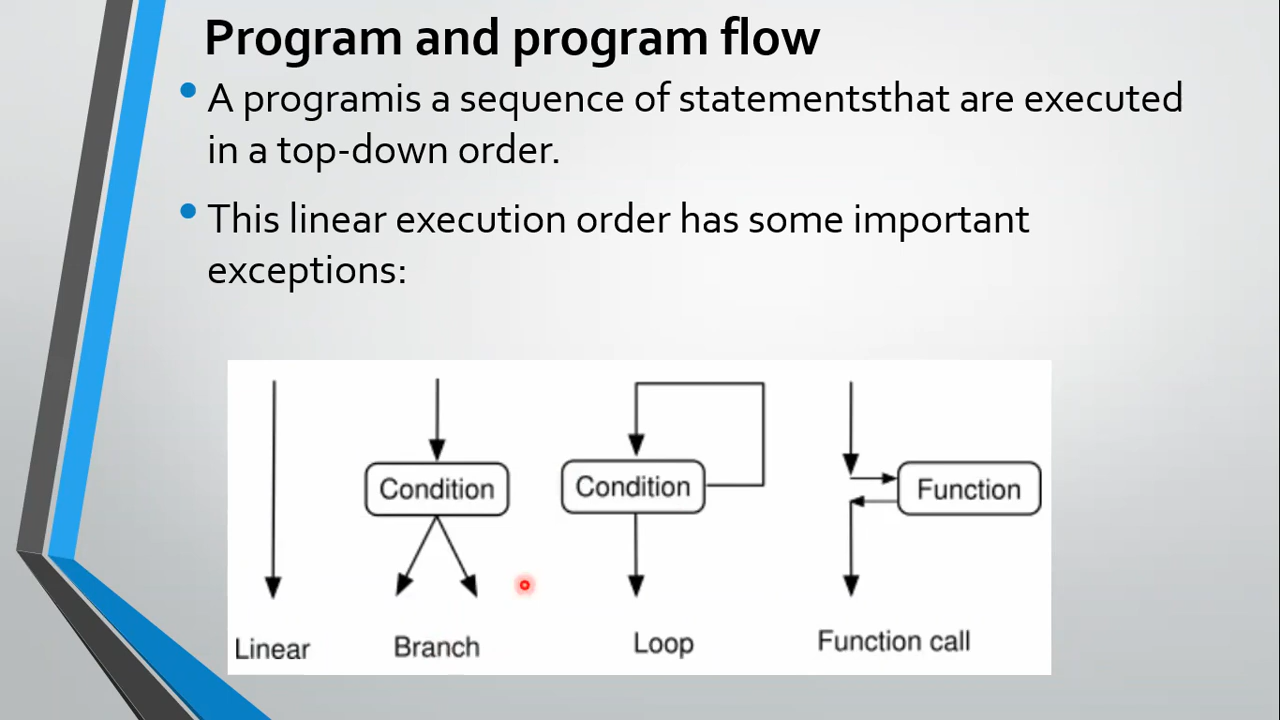 Program and program flow
• A programis a sequence of statementsthat are executed
in a top-down order.
• This linear execution order has some important
exceptions:
Condition
Condition
Function
Linear
Branch
Loop
Function call